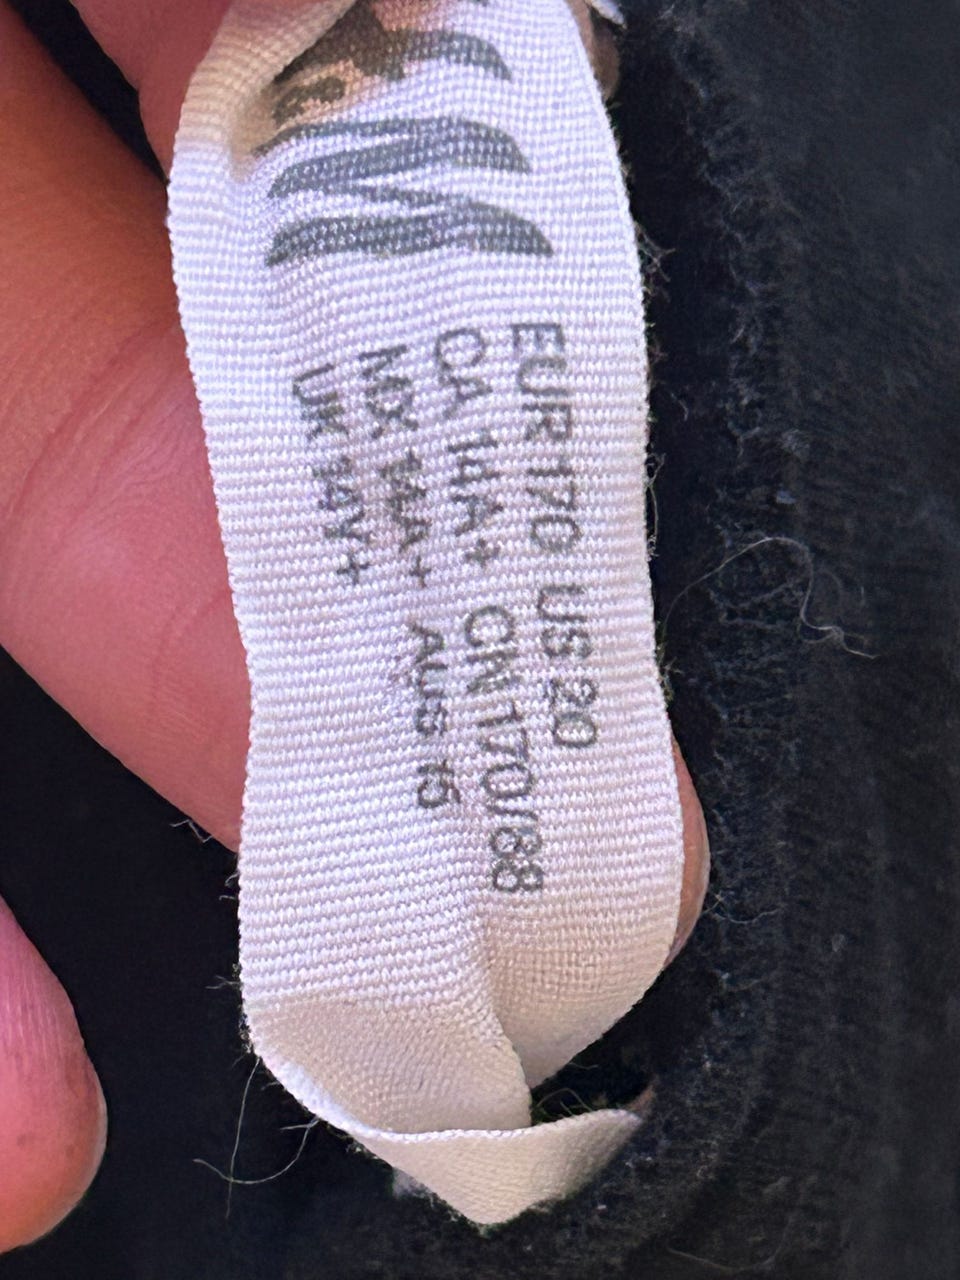 H&M
EUR 170 US 20
CA 14A+ CN 170/88
MX 14A+ AUS 15
UK 14Y+